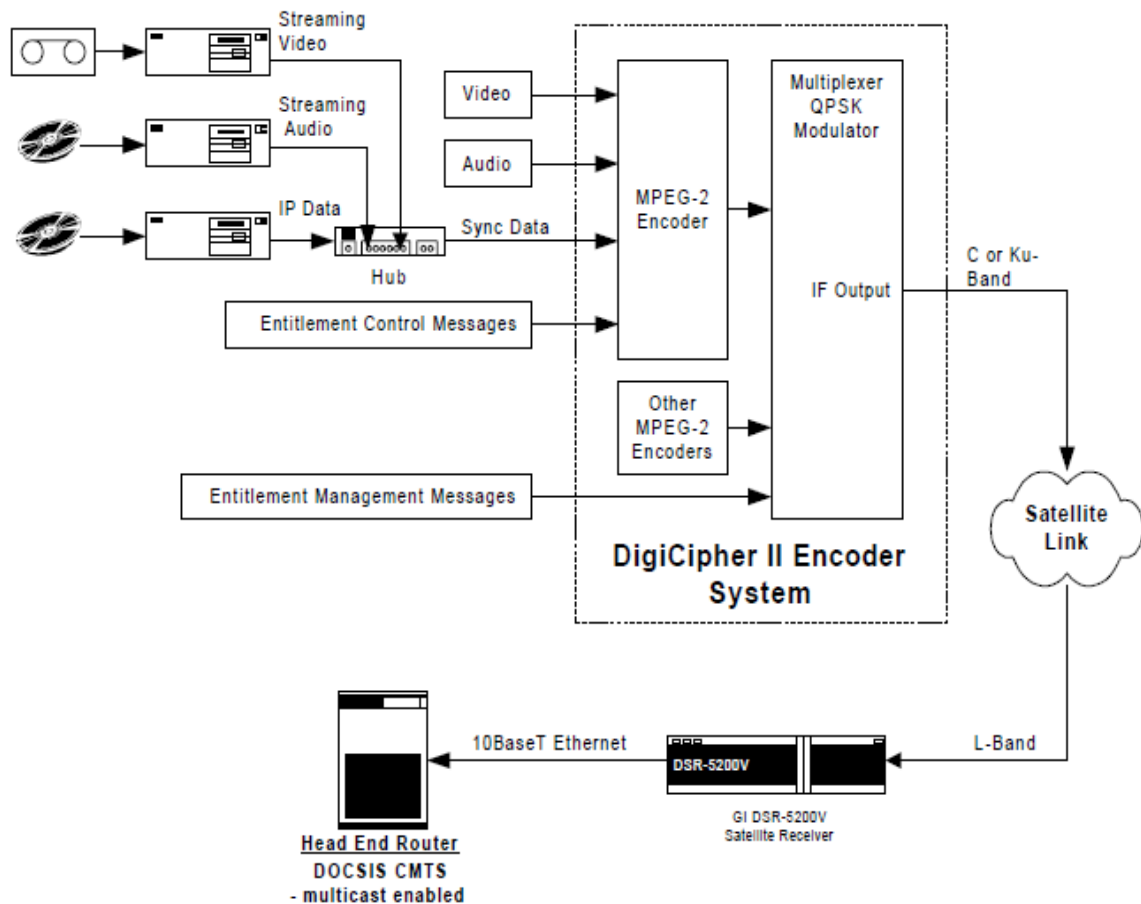 Streaming
Video
Streaming
Audio
IP Data
Hub
Sync Data
Video
Audio
MPEG-2
Encoder
Multiplexer
QPSK
Modulator
IF Output
C or Ku-
Band
Entitlement Control Messages
Other
MPEG-2
Encoders
Entitlement Management Messages
DigiCipher II Encoder
System
Satellite
Link
L-Band
DSR-5200V
GI DSR-5200V
Satellite Receiver
10BaseT Ethernet
Head End Router
DOCSIS CMTS
- multicast enabled